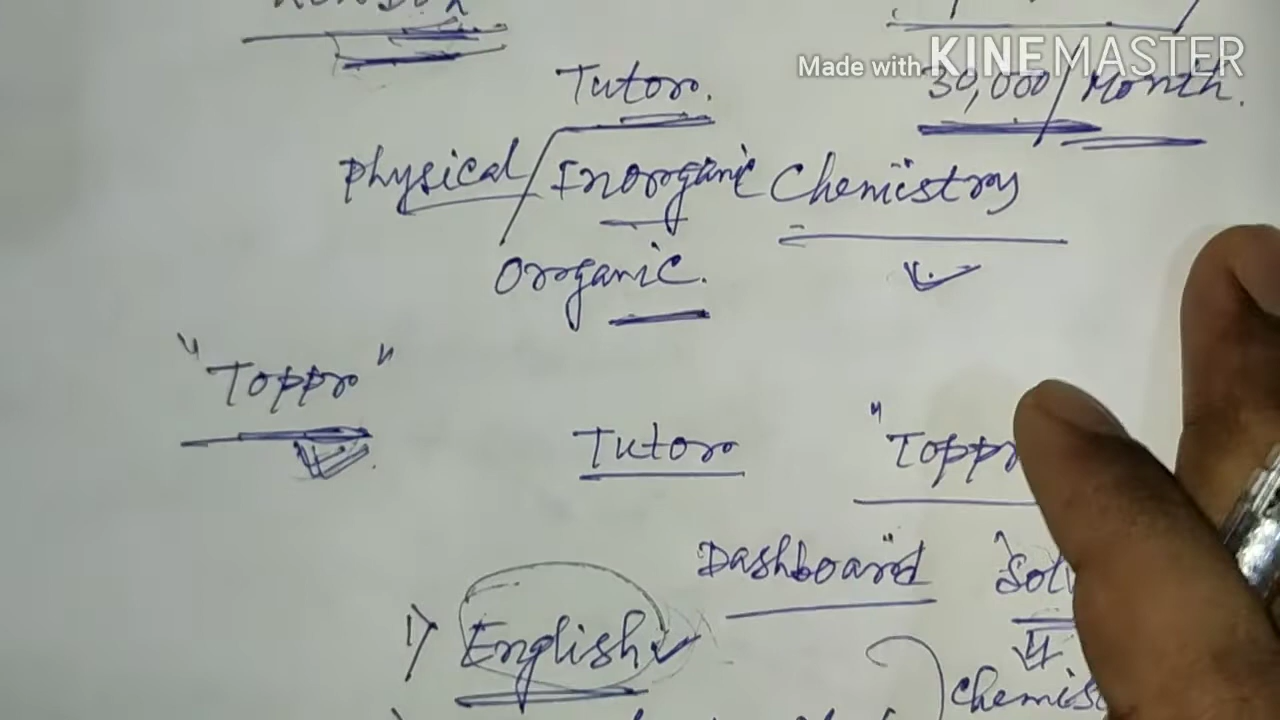 Made with KINEMASTER
Tutor. 30,000/Month.
Physical/Inorganic Chemistry
Organic.
"Toppr"
Tutor "Toppr
Dashboard
1) English